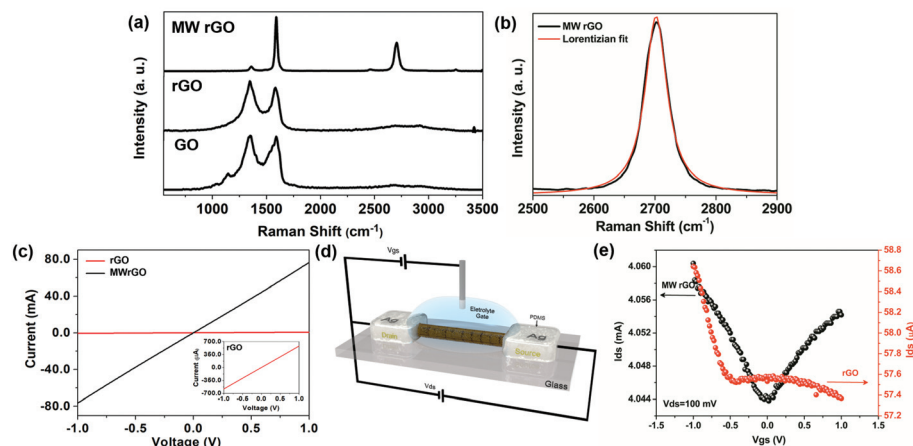 (a)
MW rGO
rGO
GO
Intensity (a. u.)
1000 1500 2000 2500 3000 3500
Raman Shift (cm-1)
(b)
MW rGO
Lorentzian fit
Intensity (a. u.)
2500 2600 2700 2800 2900
Raman Shift (cm-1)
(c)
rGO
MWrGO
Current (mA)
80.0
40.0
0.0
-40.0
-80.0
-1.0 -0.5 0.0 0.5 1.0
Voltage (V)
rGO
700.0
350.0
0.0
-350.0
-700.0
-1.0 -0.5 0.0 0.5 1.0
Voltage (V)
(d)
Vgs
Eletrolyte
Gate
PDMS
Ag
Ag
Drain
Source
Glass
Vds
(e)
MW rGO
rGO
Vds=100 mV
Ids (mA)
4.060
4.056
4.052
4.048
4.044
-1.5 -1.0 -0.5 0.0 0.5 1.0 1.5
Vgs (V)
58.8
58.6
58.4
58.2
58.0
57.8
57.6
57.4
57.2
Ids (μA)